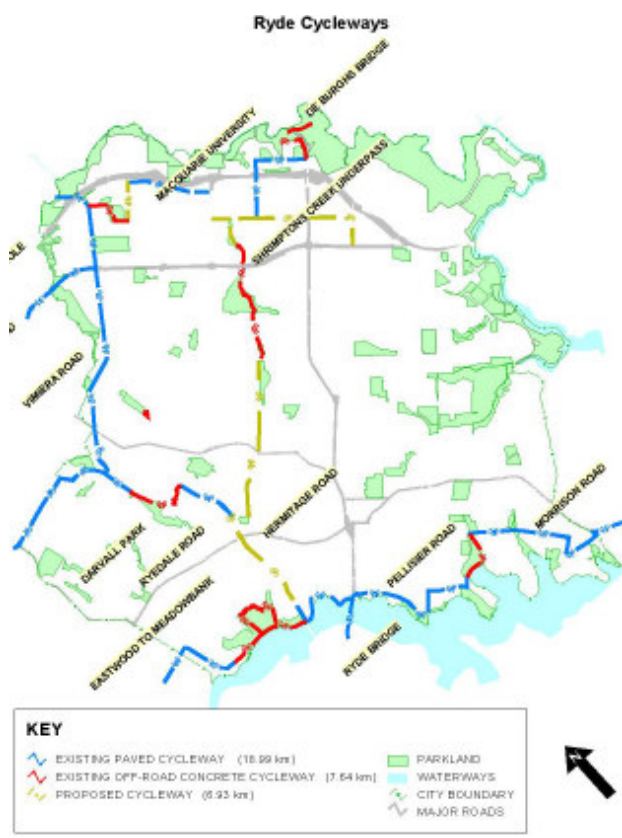 Ryde Cycleways
DE BURGHS BRIDGE
MACQUARIE UNIVERSITY
SHRIMPTONS CREEK UNDERPASS
VIMIERA ROAD
MORRISON ROAD
HERMITAGE ROAD
PELLISIER ROAD
DARVALL PARK
RYEDALE ROAD
EASTWOOD TO MEADOWBANK
RYDE BRIDGE
KEY
EXISTING PAVED CYCLEWAY (18.99 km)
EXISTING OFF-ROAD CONCRETE CYCLEWAY (7.64 km)
PROPOSED CYCLEWAY (6.93 km)
PARKLAND
WATERWAYS
CITY BOUNDARY
MAJOR ROADS